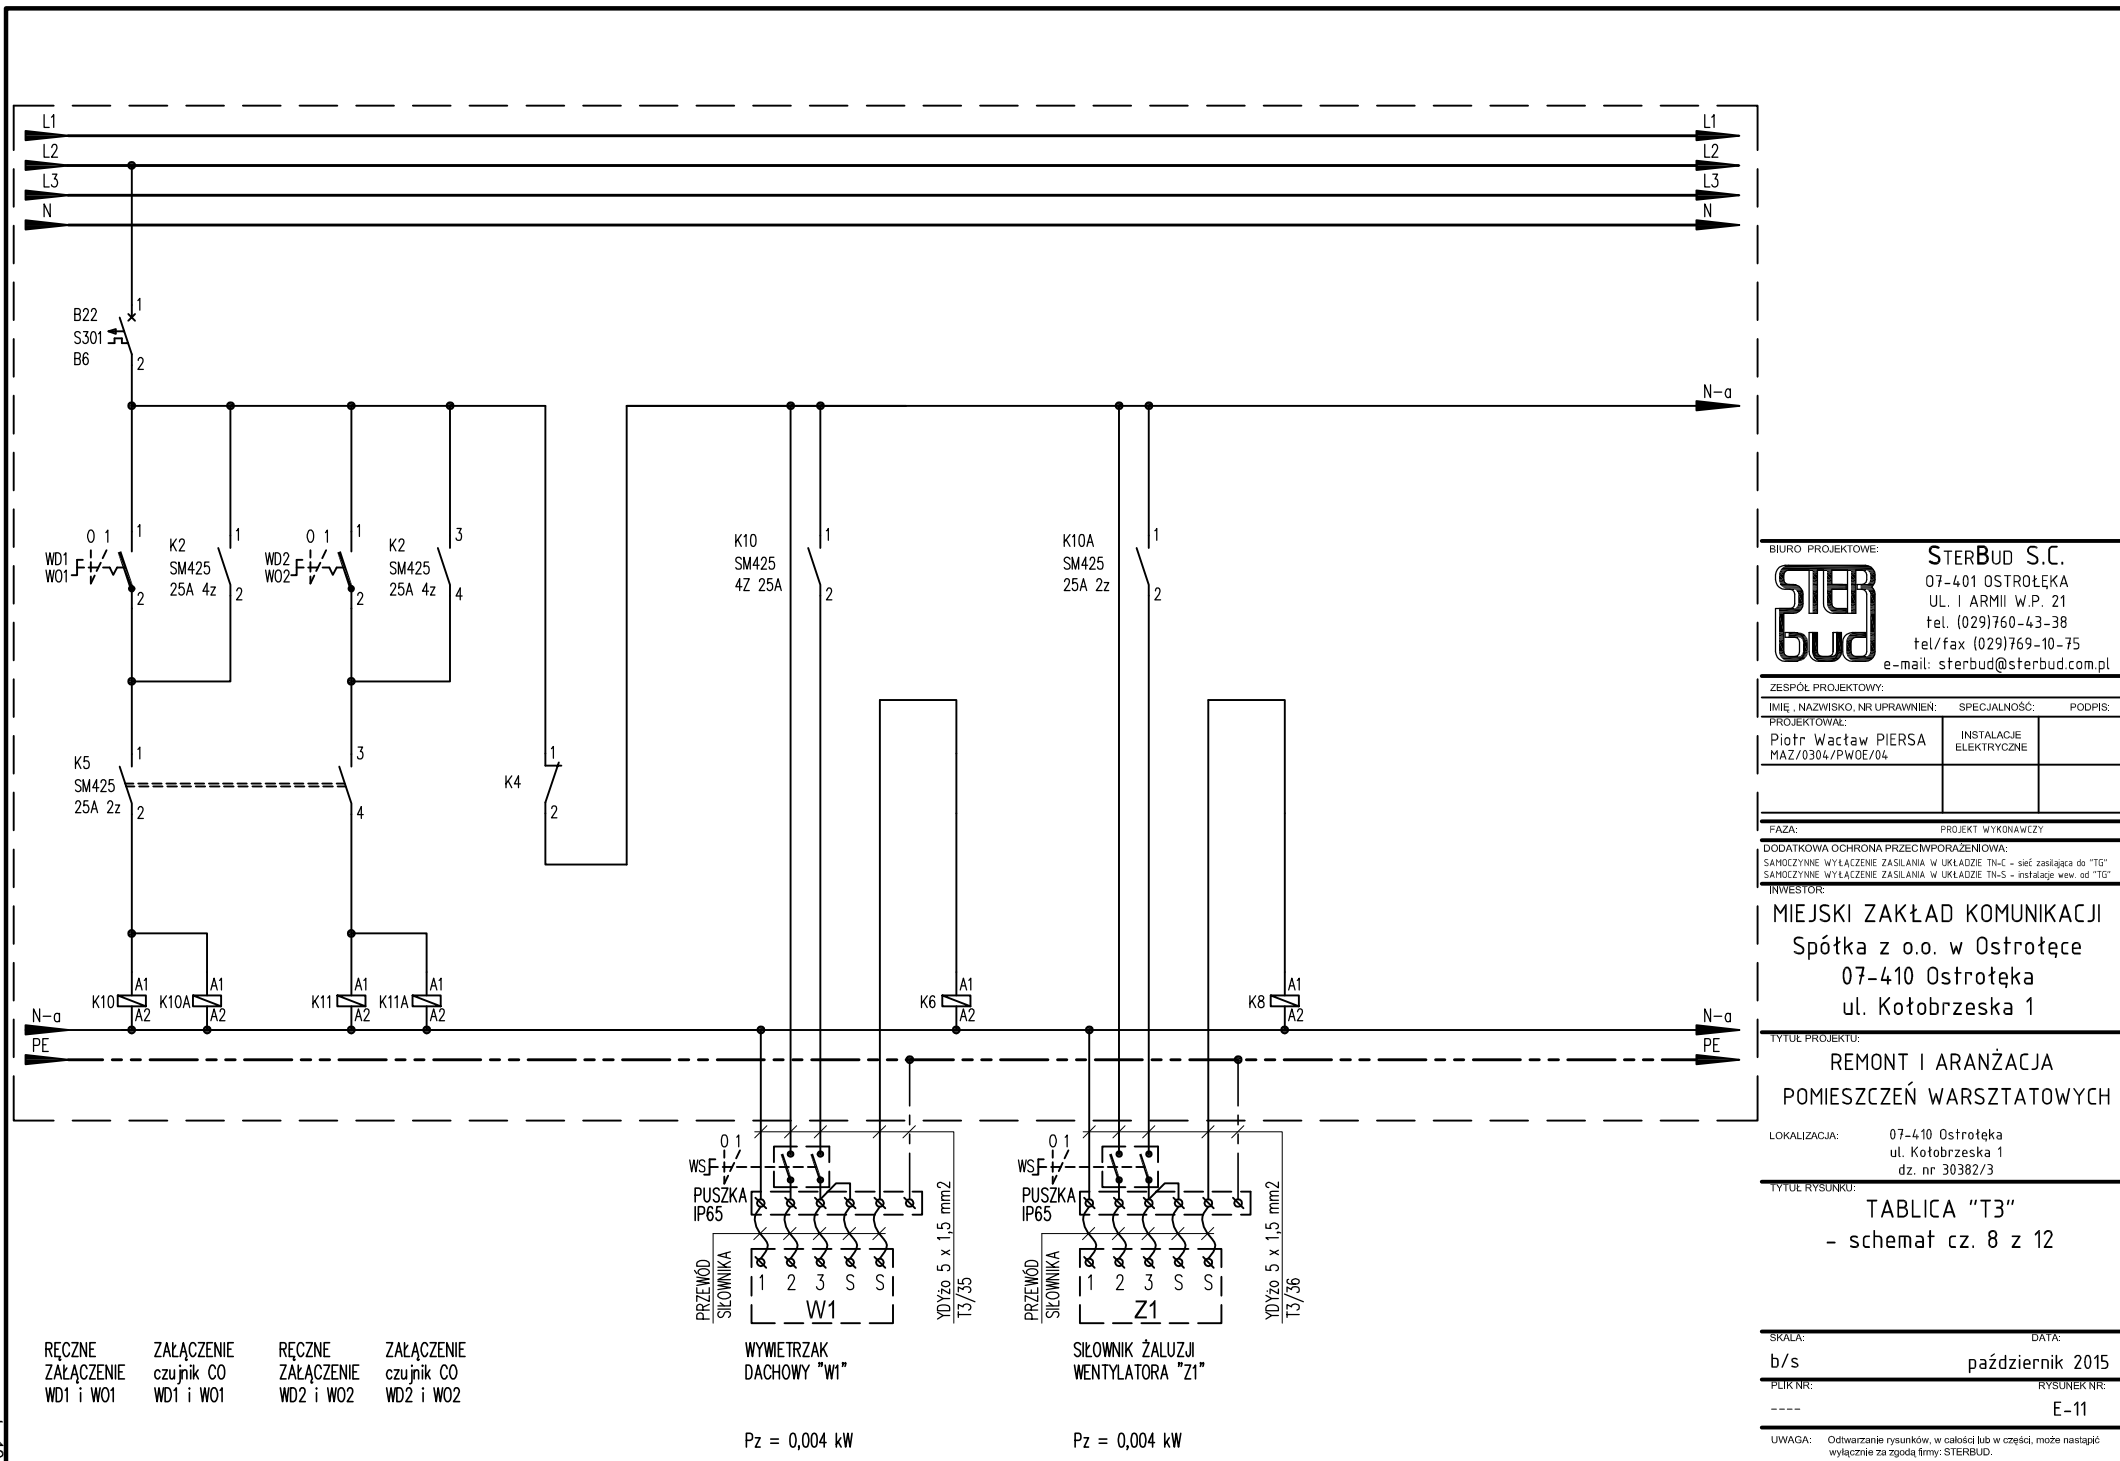 L1
L2
L3
N
L1
L2
L3
N
B22
S301
B6
1
2
N-a
WD1
WO1
0 1
1
2
K2
SM425
25A 4z
1
2
WD2
WO2
0 1
1
2
K2
SM425
25A 4z
3
4
K10
SM425
4Z 25A
1
2
K10A
SM425
25A 2z
1
2
K5
SM425
25A 2z
1
2
3
4
K4
1
2
K10
A1
A2
K10A
A1
A2
K11
A1
A2
K11A
A1
A2
K6
A1
A2
K8
A1
A2
N-a
PE
N-a
PE
0 1
WS
PUSZKA
IP65
PRZEWÓD
SIŁOWNIKA
1 2 3 S S
W1
YDYżo 5 x 1,5 mm2
T3/35
0 1
WS
PUSZKA
IP65
PRZEWÓD
SIŁOWNIKA
1 2 3 S S
Z1
YDYżo 5 x 1,5 mm2
T3/36
RĘCZNE
ZAŁĄCZENIE
WD1 i WO1
ZAŁĄCZENIE
czujnik CO
WD1 i WO1
RĘCZNE
ZAŁĄCZENIE
WD2 i WO2
ZAŁĄCZENIE
czujnik CO
WD2 i WO2
WYWIETRZAK
DACHOWY "W1"
Pz = 0,004 kW
SIŁOWNIK ŻALUZJI
WENTYLATORA "Z1"
Pz = 0,004 kW
BIURO PROJEKTOWE:
STER
bud
STERBUD S.C.
07-401 OSTROŁĘKA
UL. I ARMII W.P. 21
tel. (029)760-43-38
tel/fax (029)769-10-75
e-mail: sterbud@sterbud.com.pl
ZESPÓŁ PROJEKTOWY:
IMIĘ , NAZWISKO, NR UPRAWNIEŃ: SPECJALNOŚĆ: PODPIS:
PROJEKTOWAŁ:
Piotr Wacław PIERSA
MAZ/0304/PWOE/04
INSTALACJE
ELEKTRYCZNE
FAZA: PROJEKT WYKONAWCZY
DODATKOWA OCHRONA PRZECIWPORAŻENIOWA:
SAMOCZYNNE WYŁĄCZENIE ZASILANIA W UKŁADZIE TN-C - sieć zasilająca do "TG"
SAMOCZYNNE WYŁĄCZENIE ZASILANIA W UKŁADZIE TN-S - instalacje wew. od "TG"
INWESTOR:
MIEJSKI ZAKŁAD KOMUNIKACJI
Spółka z o.o. w Ostrołęce
07-410 Ostrołęka
ul. Kołobrzeska 1
TYTUŁ PROJEKTU:
REMONT I ARANŻACJA
POMIESZCZEŃ WARSZTATOWYCH
LOKALIZACJA: 07-410 Ostrołęka
ul. Kołobrzeska 1
dz. nr 30382/3
TYTUŁ RYSUNKU:
TABLICA "T3"
- schemat cz. 8 z 12
SKALA: DATA:
b/s październik 2015
PLIK NR: RYSUNEK NR:
---- E-11
UWAGA: Odtwarzanie rysunków, w całości lub w części, może nastąpić
wyłącznie za zgodą firmy: STERBUD.